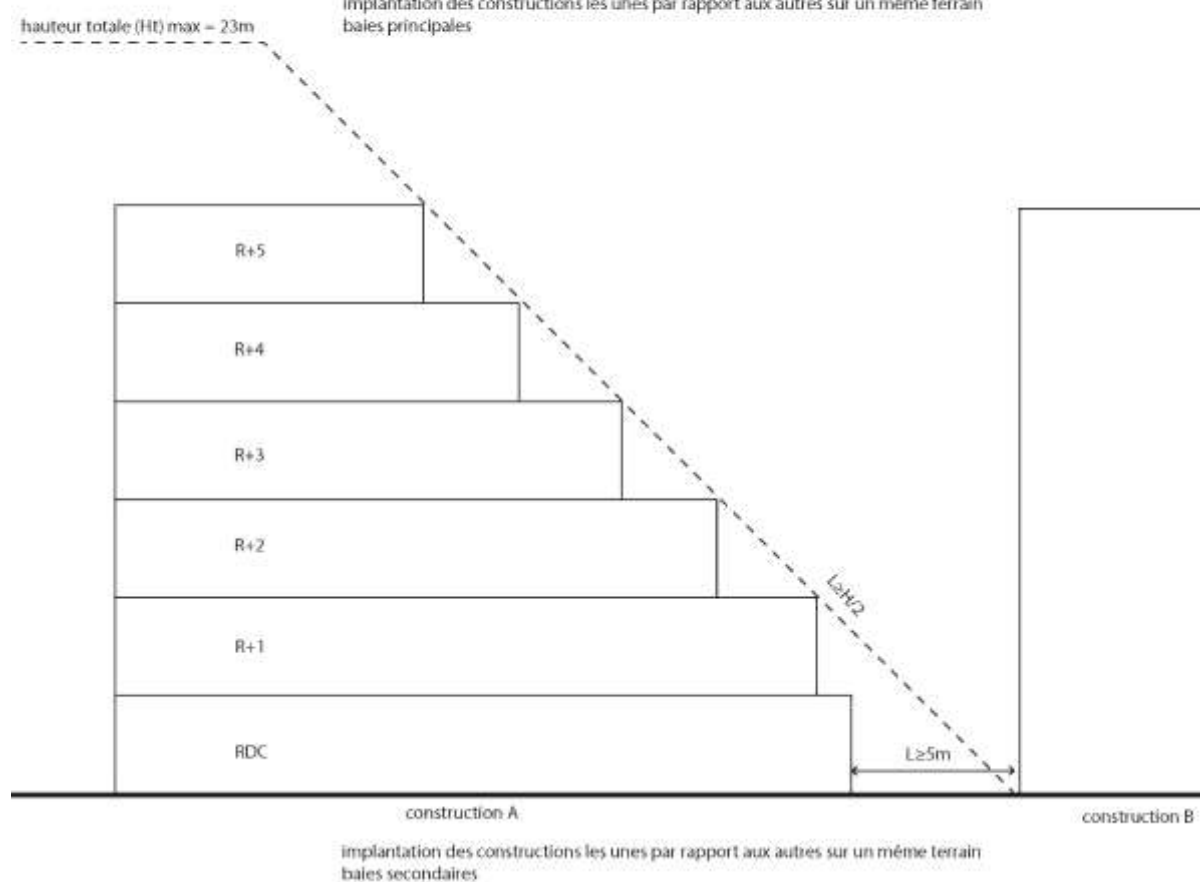 implantation des constructions les unes par rapport aux autres sur un même terrain
baies principales
hauteur totale (Ht) max = 23m
R+5
R+4
R+3
R+2
L≥H/2
R+1
RDC
L≥5m
construction A
construction B
implantation des constructions les unes par rapport aux autres sur un même terrain
baies secondaires